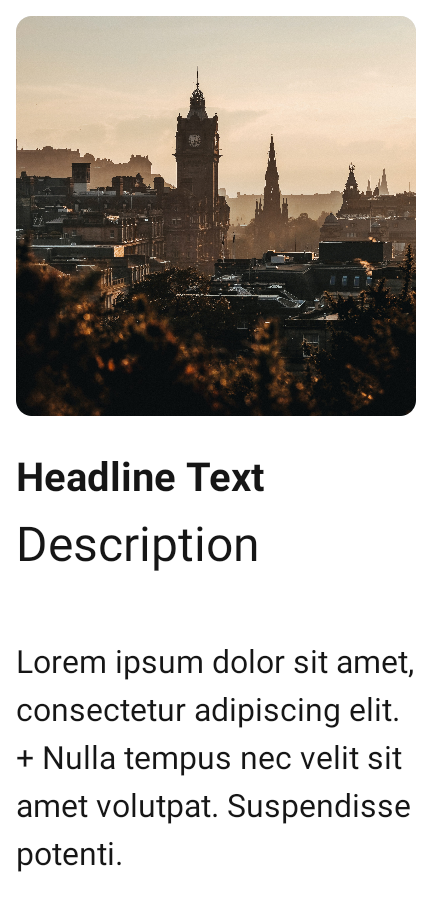 Headline Text
Description
Lorem ipsum dolor sit amet,
consectetur adipiscing elit.
+ Nulla tempus nec velit sit
amet volutpat. Suspendisse
potenti.